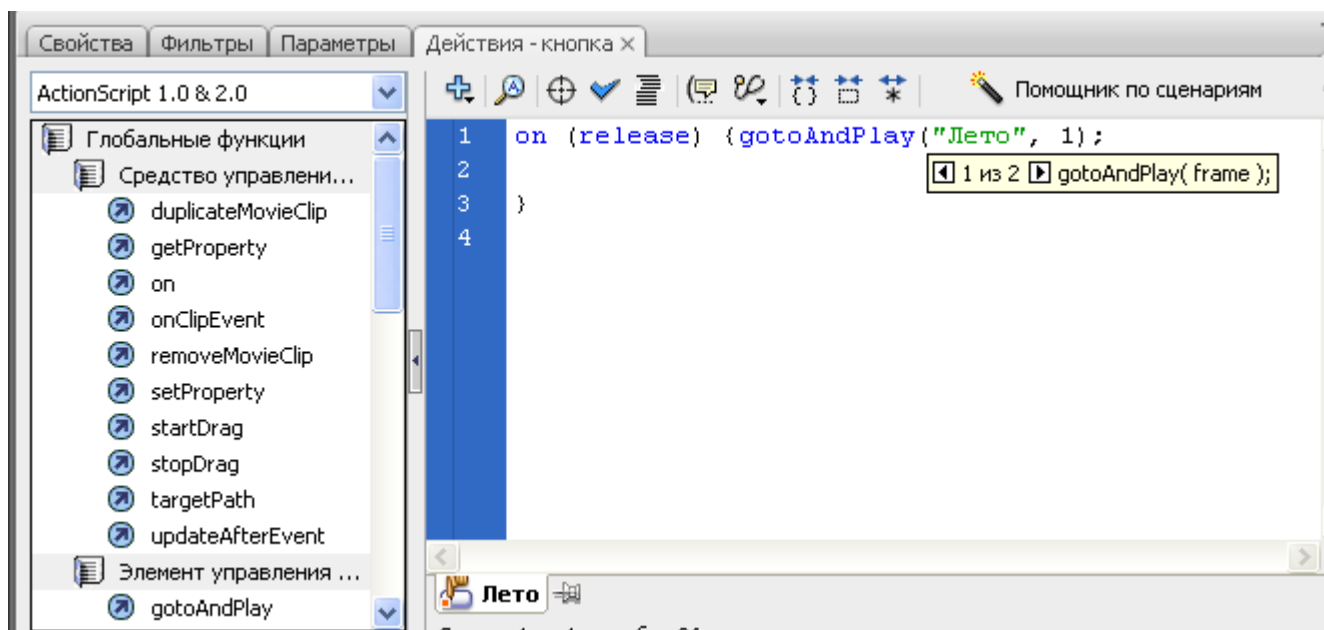 Свойства Фильтры Параметры Действия - кнопка ×
ActionScript 1.0 & 2.0
Помощник по сценариям
Глобальные функции
Средство управлени...
duplicateMovieClip
getProperty
on
onClipEvent
removeMovieClip
setProperty
startDrag
stopDrag
targetPath
updateAfterEvent
Элемент управления ...
gotoAndPlay
1 on (release) {gotoAndPlay("Лето", 1);
1 из 2 gotoAndPlay( frame );
2
3 }
4
Лето